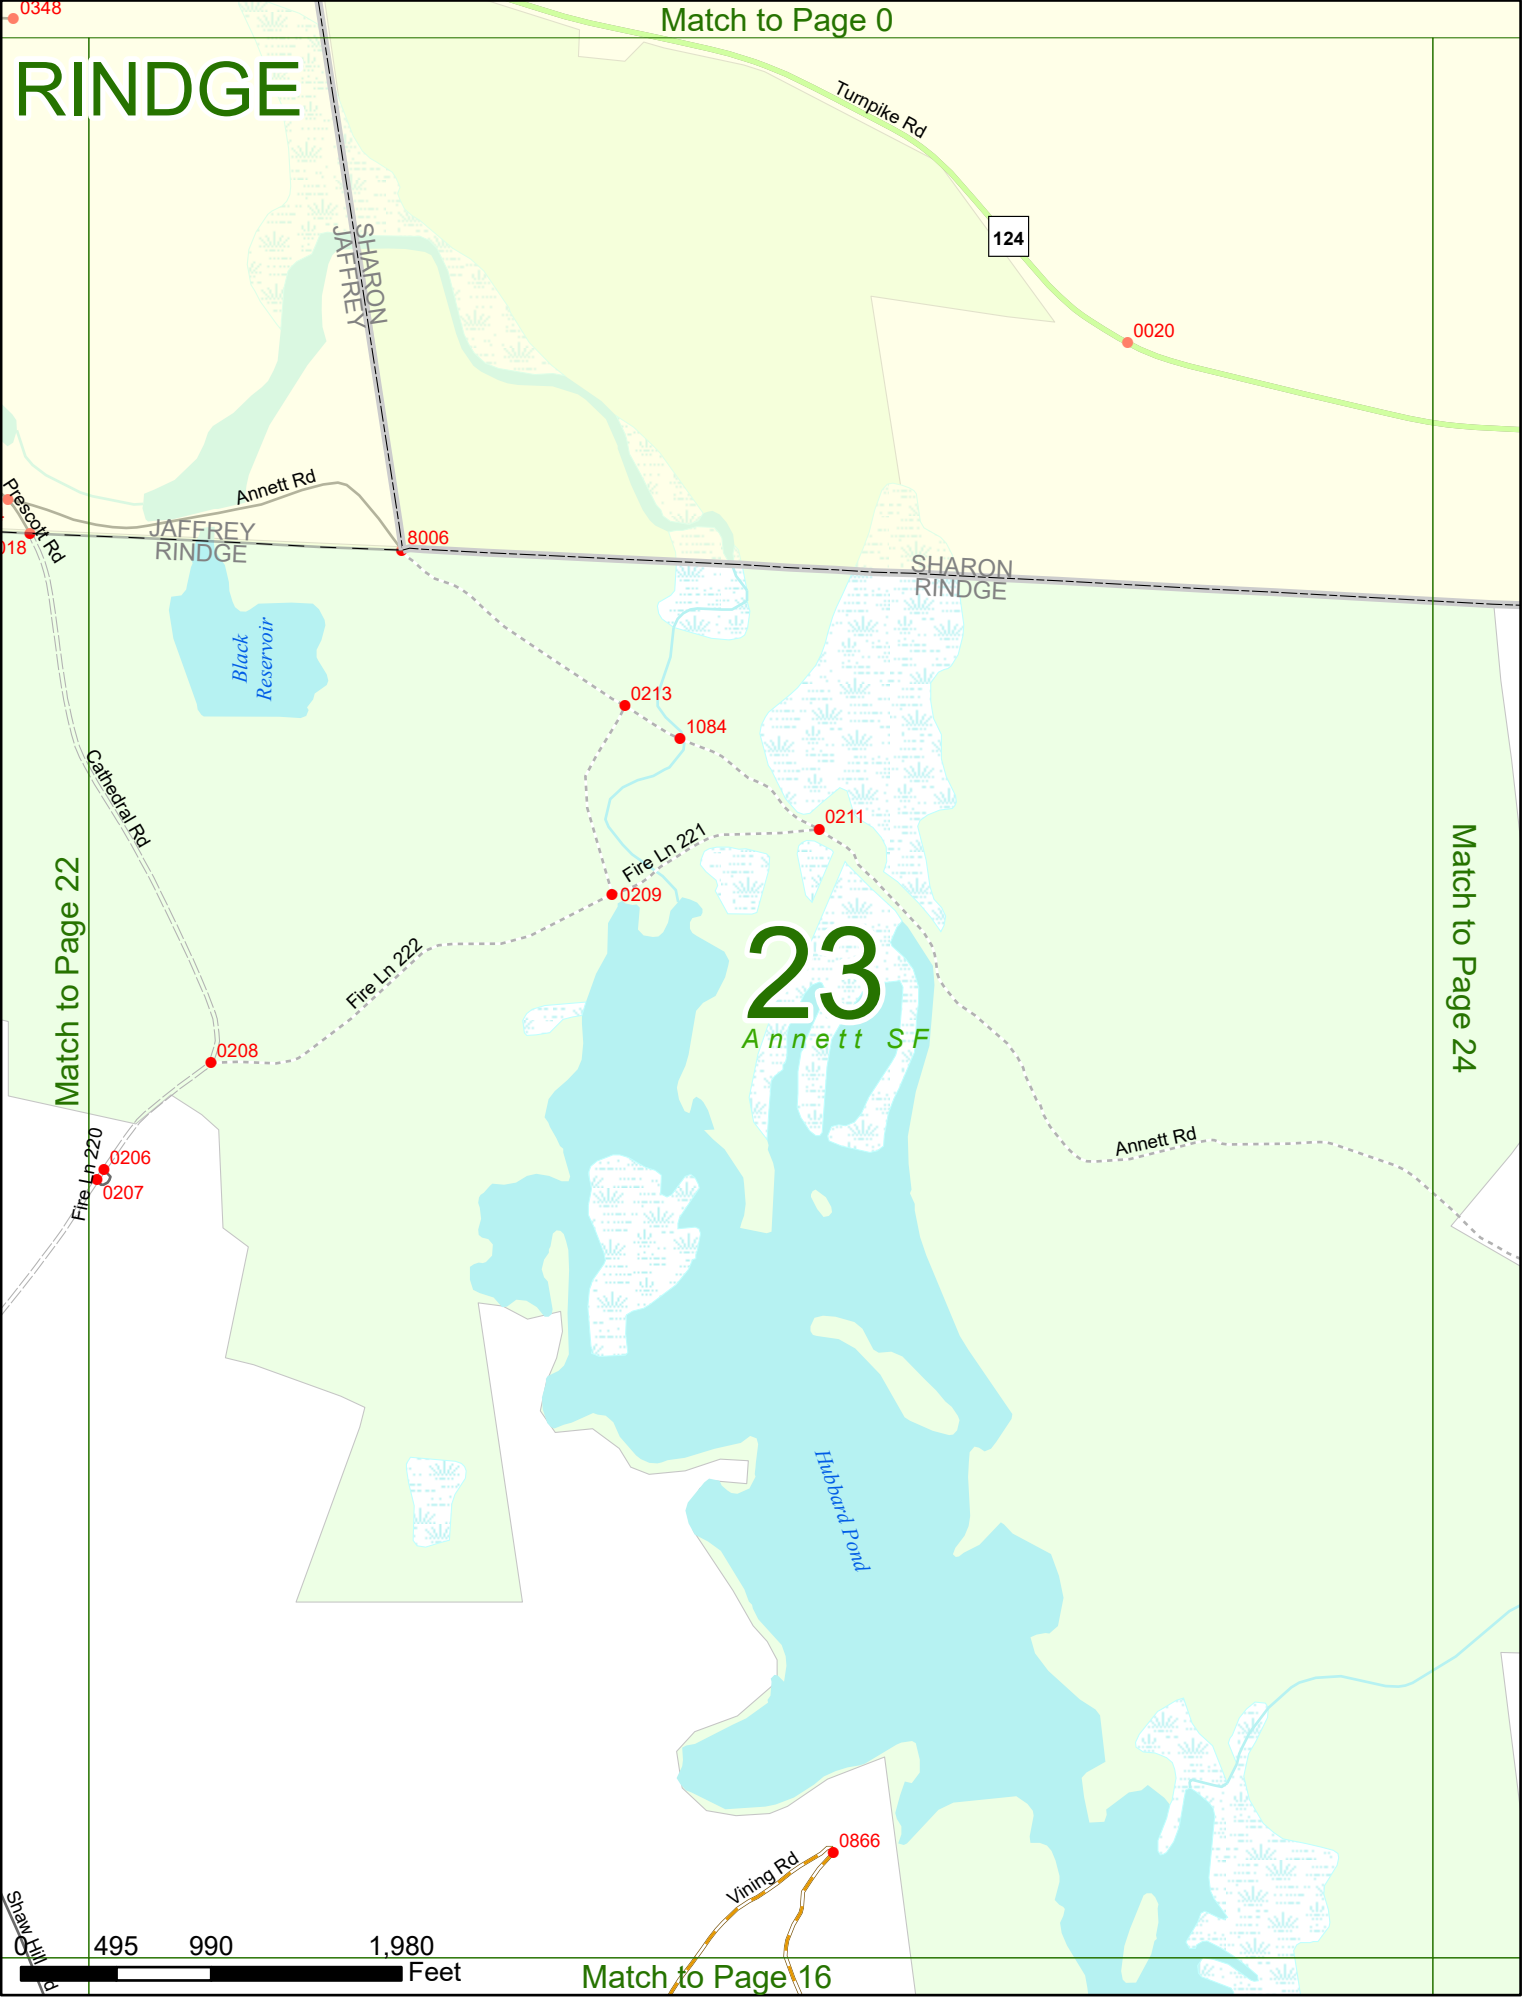 0348
Match to Page 0
RINDGE
Turnpike Rd
124
SHARON
JAFFREY
0020
Annett Rd
Prescott Rd
018
JAFFREY
RINDGE
8006
SHARON
RINDGE
Black
Reservoir
0213
1084
Cathedral Rd
0211
Fire Ln 221
0209
Match to Page 22
Match to Page 24
23
Annett SF
Fire Ln 222
0208
Annett Rd
Fire Ln 220
0206
0207
Hubbard Pond
0866
Vining Rd
Shaw Hill Rd
0 495 990 1,980
Feet
Match to Page 16